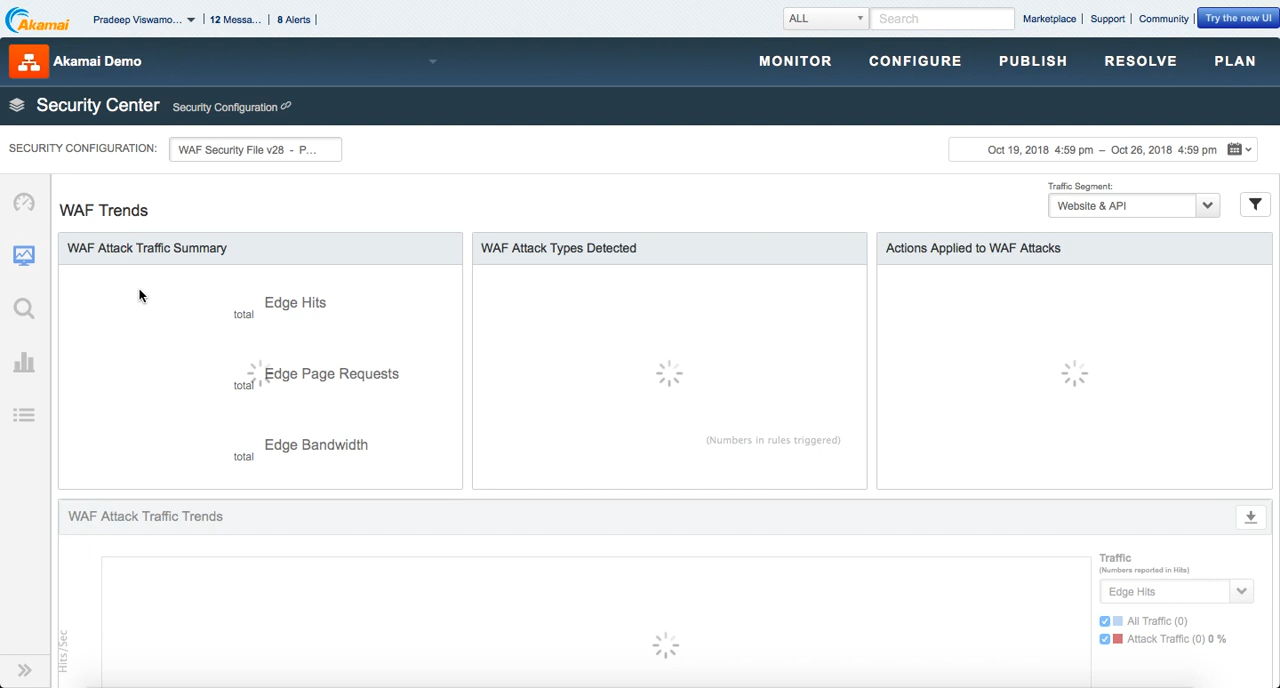 Akamai
Pradeep Viswamo...
12 Messa...
8 Alerts
ALL
Search
Marketplace
Support
Community
Try the new UI
Akamai Demo
MONITOR
CONFIGURE
PUBLISH
RESOLVE
PLAN
Security Center
Security Configuration
SECURITY CONFIGURATION:
WAF Security File v28 - P...
Oct 19, 2018 4:59 pm – Oct 26, 2018 4:59 pm
WAF Trends
Traffic Segment:
Website & API
WAF Attack Traffic Summary
WAF Attack Types Detected
Actions Applied to WAF Attacks
Edge Hits
total
Edge Page Requests
total
Edge Bandwidth
total
(Numbers in rules triggered)
WAF Attack Traffic Trends
Hits/Sec
Traffic
(Numbers reported in Hits)
Edge Hits
All Traffic (0)
Attack Traffic (0) 0 %